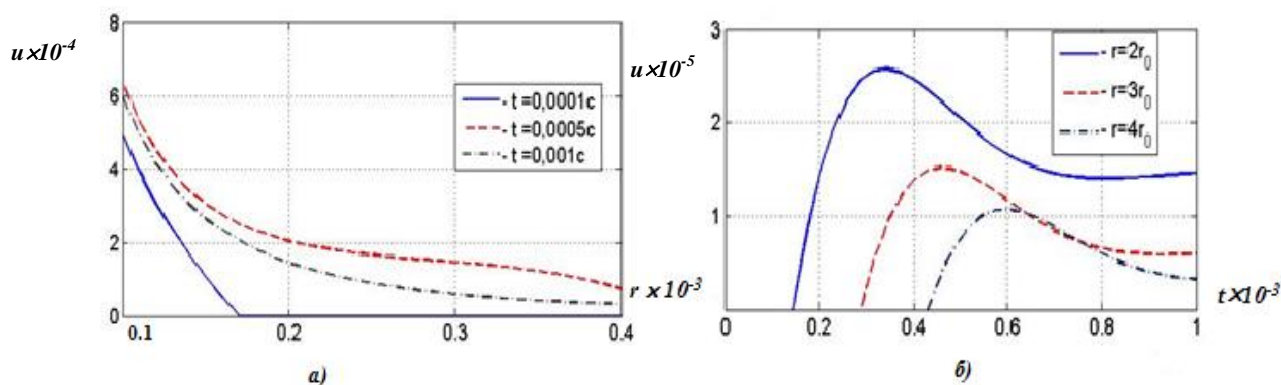 u×10⁻⁴
8
6
4
2
0
0.1
0.2
0.3
0.4
- t =0,0001c
- t =0,0005c
- t =0,001c
r × 10⁻³
а)
u×10⁻⁵
3
2
1
0
0.2
0.4
0.6
0.8
1
- r=2r₀
- r=3r₀
- r=4r₀
t×10⁻³
б)